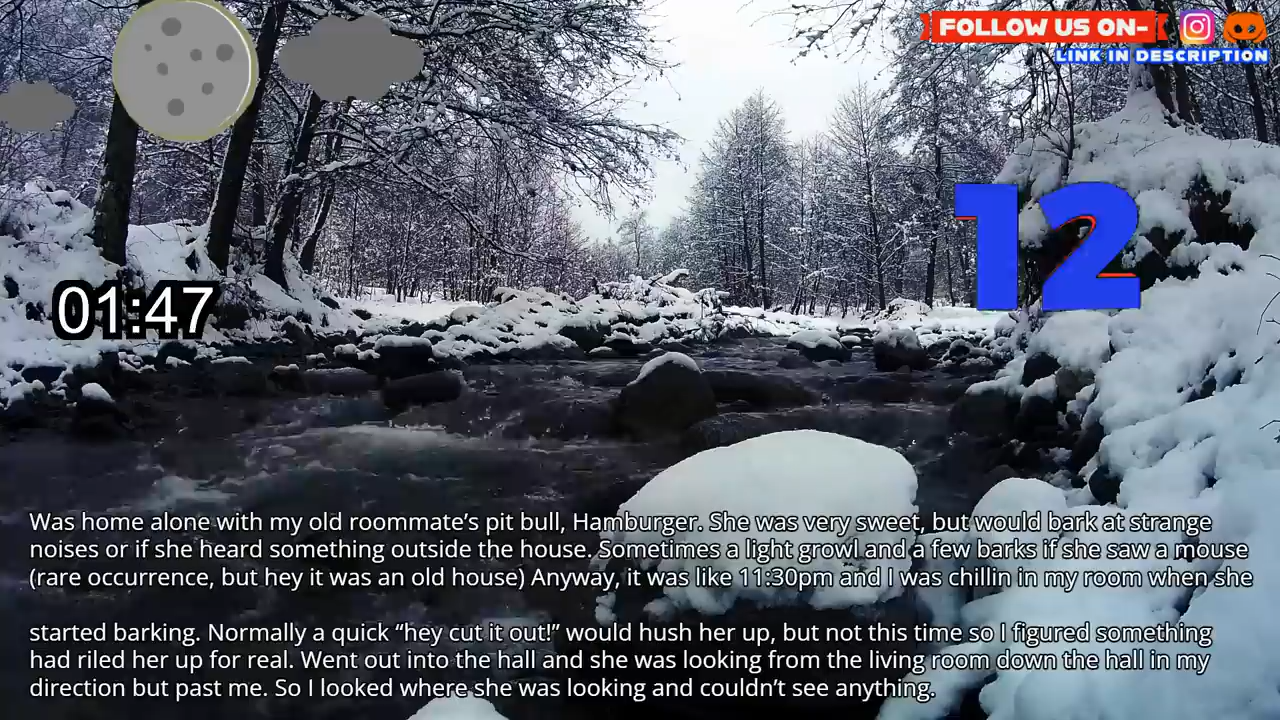 FOLLOW US ON-
LINK IN DESCRIPTION
12
01:47
Was home alone with my old roommate’s pit bull, Hamburger. She was very sweet, but would bark at strange
noises or if she heard something outside the house. Sometimes a light growl and a few barks if she saw a mouse
(rare occurrence, but hey it was an old house) Anyway, it was like 11:30pm and I was chillin in my room when she
started barking. Normally a quick “hey cut it out!” would hush her up, but not this time so I figured something
had riled her up for real. Went out into the hall and she was looking from the living room down the hall in my
direction but past me. So I looked where she was looking and couldn’t see anything.